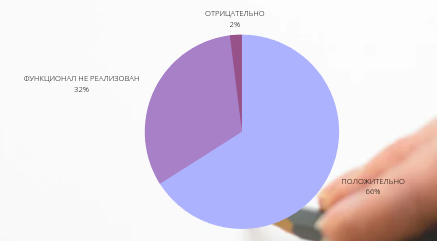 ОТРИЦАТЕЛЬНО
2%
ФУНКЦИОНАЛ НЕ РЕАЛИЗОВАН
32%
ПОЛОЖИТЕЛЬНО
66%